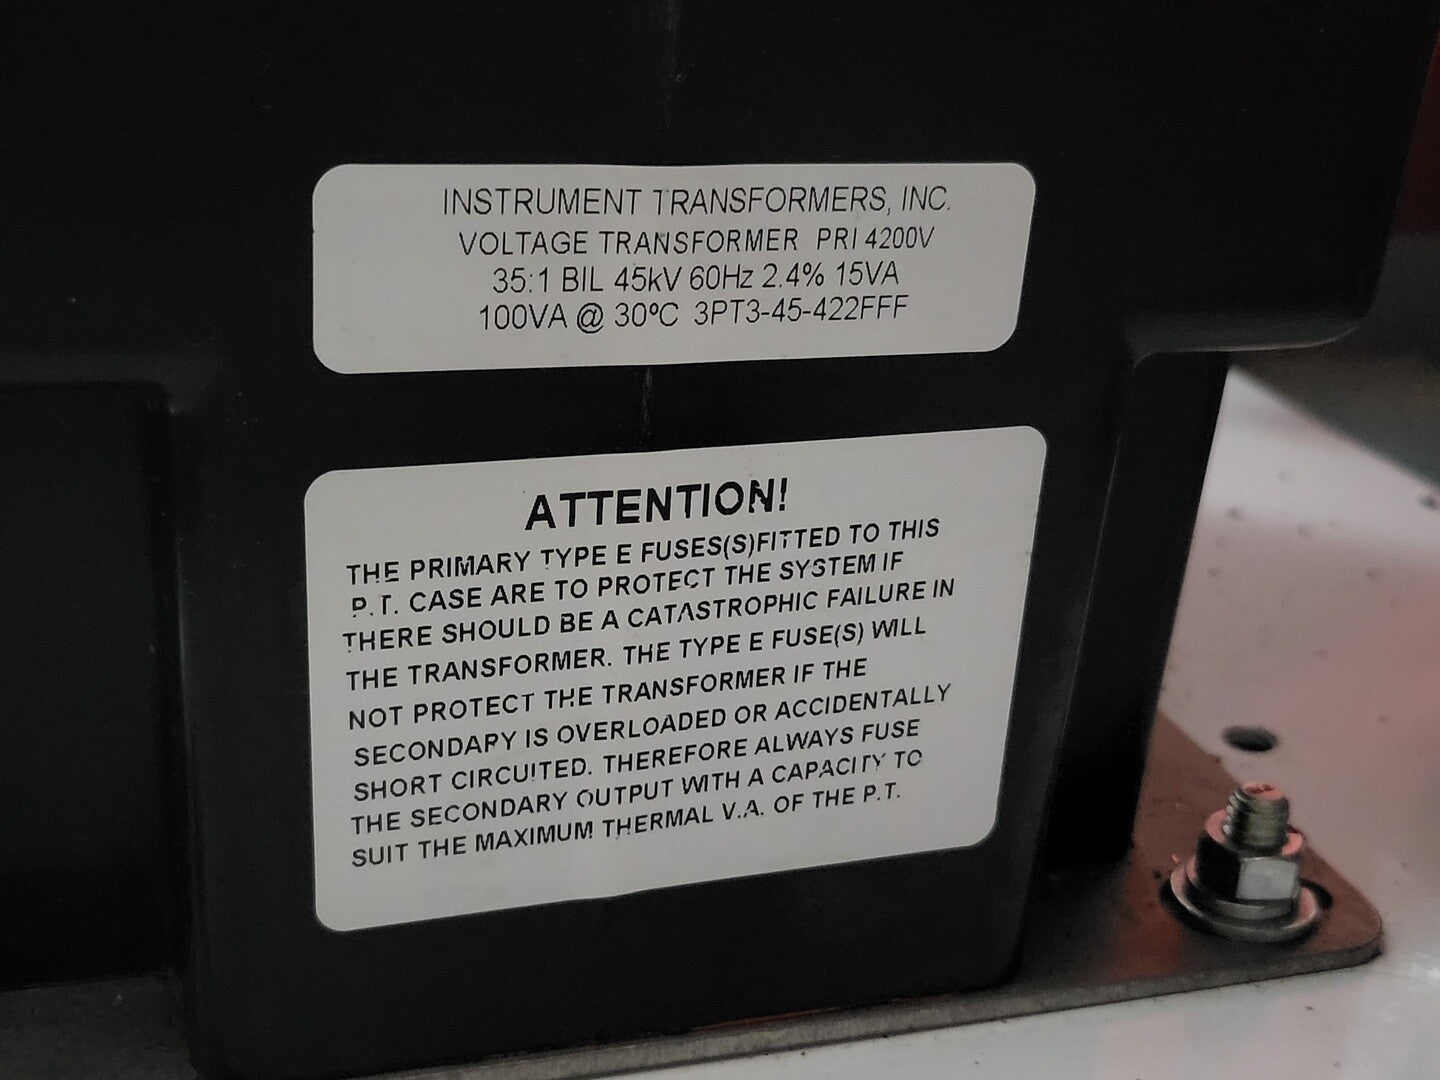 INSTRUMENT TRANSFORMERS, INC.
VOLTAGE TRANSFORMER PRI 4200V
35:1 BIL 45kV 60Hz 2.4% 15VA
100VA @ 30ºC 3PT3-45-422FFF
ATTENTION!
THE PRIMARY TYPE E FUSES(S)FITTED TO THIS
P.T. CASE ARE TO PROTECT THE SYSTEM IF
THERE SHOULD BE A CATASTROPHIC FAILURE IN
THE TRANSFORMER. THE TYPE E FUSE(S) WILL
NOT PROTECT THE TRANSFORMER IF THE
SECONDARY IS OVERLOADED OR ACCIDENTALLY
SHORT CIRCUITED. THEREFORE ALWAYS FUSE
THE SECONDARY OUTPUT WITH A CAPACITY TO
SUIT THE MAXIMUM THERMAL V.A. OF THE P.T.